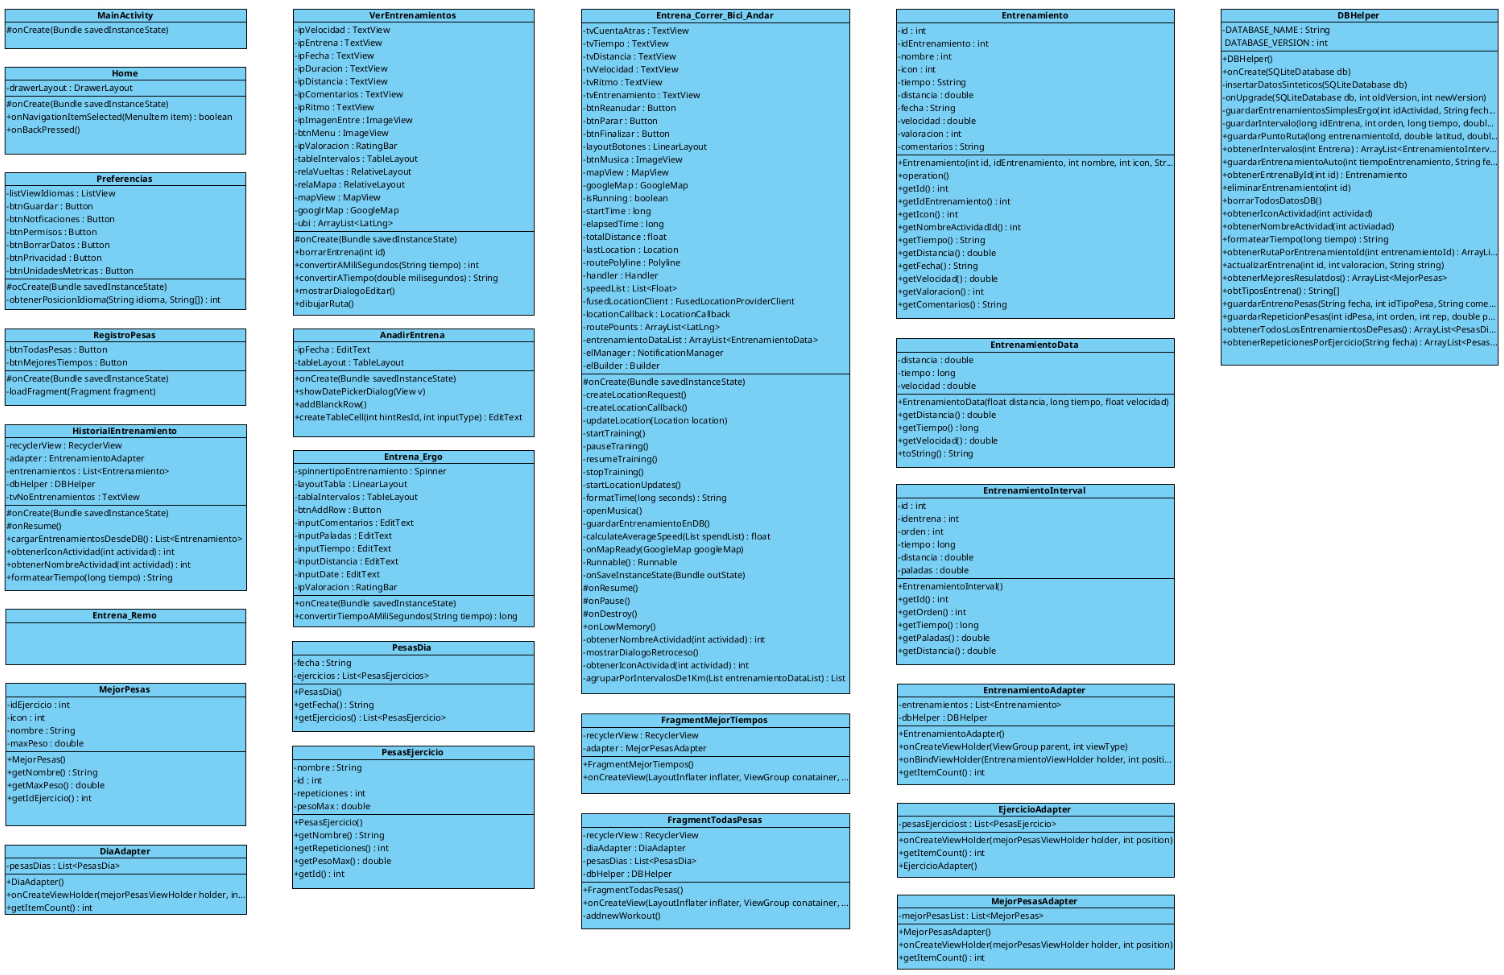 MainActivity
#onCreate(Bundle savedInstanceState)
Home
-drawerLayout : DrawerLayout
#onCreate(Bundle savedInstanceState)
+onNavigationItemSelected(MenuItem item) : boolean
+onBackPressed()
Preferencias
-listViewIdiomas : ListView
-btnGuardar : Button
-btnNotficaciones : Button
-btnPermisos : Button
-btnBorrarDatos : Button
-btnPrivacidad : Button
-btnUnidadesMetricas : Button
#ocCreate(Bundle savedInstanceState)
-obtenerPosicionIdioma(String idioma, String[]) : int
RegistroPesas
-btnTodasPesas : Button
-btnMejoresTiempos : Button
#onCreate(Bundle savedInstanceState)
-loadFragment(Fragment fragment)
HistorialEntrenamiento
-recyclerView : RecyclerView
-adapter : EntrenamientoAdapter
-entrenamientos : List<Entrenamiento>
-dbHelper : DBHelper
-tvNoEntrenamientos : TextView
#onCreate(Bundle savedInstanceState)
#onResume()
+cargarEntrenamientosDesdeDB() : List<Entrenamiento>
+obtenerIconActividad(int actividad) : int
+obtenerNombreActividad(int actividad) : int
+formatearTiempo(long tiempo) : String
Entrena_Remo
MejorPesas
-idEjercicio : int
-icon : int
-nombre : String
-maxPeso : double
+MejorPesas()
+getNombre() : String
+getMaxPeso() : double
+getIdEjercicio() : int
DiaAdapter
-pesasDias : List<PesasDia>
+DiaAdapter()
+onCreateViewHolder(mejorPesasViewHolder holder, in...
+getItemCount() : int
VerEntrenamientos
-ipVelocidad : TextView
-ipEntrena : TextView
-ipFecha : TextView
-ipDuracion : TextView
-ipDistancia : TextView
-ipComentarios : TextView
-ipRitmo : TextView
-ipImagenEntre : ImageView
-btnMenu : ImageView
-ipValoracion : RatingBar
-tableIntervalos : TableLayout
-relaVueltas : RelativeLayout
-relaMapa : RelativeLayout
-mapView : MapView
-googlrMap : GoogleMap
-ubi : ArrayList<LatLng>
#onCreate(Bundle savedInstanceState)
+borrarEntrena(int id)
+convertirAMiliSegundos(String tiempo) : int
+convertirATiempo(double milisegundos) : String
+mostrarDialogoEditar()
+dibujarRuta()
AnadirEntrena
-ipFecha : EditText
-tableLayout : TableLayout
+onCreate(Bundle savedInstanceState)
+showDatePickerDialog(View v)
+addBlanckRow()
+createTableCell(int hintResId, int inputType) : EditText
Entrena_Ergo
-spinnertipoEntrenamiento : Spinner
-layoutTabla : LinearLayout
-tablaIntervalos : TableLayout
-btnAddRow : Button
-inputComentarios : EditText
-inputPaladas : EditText
-inputTiempo : EditText
-inputDistancia : EditText
-inputDate : EditText
-ipValoracion : RatingBar
+onCreate(Bundle savedInstanceState)
+convertirTiempoAMiliSegundos(String tiempo) : long
PesasDia
-fecha : String
-ejercicios : List<PesasEjercicios>
+PesasDia()
+getFecha() : String
+getEjercicios() : List<PesasEjercicio>
PesasEjercicio
-nombre : String
-id : int
-repeticiones : int
-pesoMax : double
+PesasEjercicio()
+getNombre() : String
+getRepeticiones() : int
+getPesoMax() : double
+getId() : int
Entrena_Correr_Bici_Andar
-tvCuentaAtras : TextView
-tvTiempo : TextView
-tvDistancia : TextView
-tvVelocidad : TextView
-tvRitmo : TextView
-tvEntrenamiento : TextView
-btnReanudar : Button
-btnParar : Button
-btnFinalizar : Button
-layoutBotones : LinearLayout
-btnMusica : ImageView
-mapView : MapView
-googleMap : GoogleMap
-isRunning : boolean
-startTime : long
-elapsedTime : long
-totalDistance : float
-lastLocation : Location
-routePolyline : Polyline
-handler : Handler
-speedList : List<Float>
-fusedLocationClient : FusedLocationProviderClient
-locationCallback : LocationCallback
-routePounts : ArrayList<LatLng>
-entrenamientoDataList : ArrayList<EntrenamientoData>
-elManager : NotificationManager
-elBuilder : Builder
#onCreate(Bundle savedInstanceState)
-createLocationRequest()
-createLocationCallback()
-updateLocation(Location location)
-startTraining()
-pauseTraning()
-resumeTraining()
-stopTraining()
-startLocationUpdates()
-formatTime(long seconds) : String
-openMusica()
-guardarEntrenamientoEnDB()
-calculateAverageSpeed(List spendList) : float
-onMapReady(GoogleMap googleMap)
-Runnable() : Runnable
-onSaveInstanceState(Bundle outState)
#onResume()
#onPause()
#onDestroy()
+onLowMemory()
-obtenerNombreActividad(int actividad) : int
-mostrarDialogoRetroceso()
-obtenerIconActividad(int actividad) : int
-agruparPorIntervalosDe1Km(List entrenamientoDataList) : List
FragmentMejorTiempos
-recyclerView : RecyclerView
-adapter : MejorPesasAdapter
+FragmentMejorTiempos()
+onCreateView(LayoutInflater inflater, ViewGroup conatainer, ...
FragmentTodasPesas
-recyclerView : RecyclerView
-diaAdapter : DiaAdapter
-pesasDias : List<PesasDia>
-dbHelper : DBHelper
+FragmentTodasPesas()
+onCreateView(LayoutInflater inflater, ViewGroup conatainer, ...
-addnewWorkout()
Entrenamiento
-id : int
-idEntrenamiento : int
-nombre : int
-icon : int
-tiempo : Sstring
-distancia : double
-fecha : String
-velocidad : double
-valoracion : int
-comentarios : String
+Entrenamiento(int id, idEntrenamiento, int nombre, int icon, Str...
+operation()
+getId() : int
+getIdEntrenamiento() : int
+getIcon() : int
+getNombreActividadId() : int
+getTiempo() : String
+getDistancia() : double
+getFecha() : String
+getVelocidad() : double
+getValoracion() : int
+getComentarios() : String
EntrenamientoData
-distancia : double
-tiempo : long
-velocidad : double
+EntrenamientoData(float distancia, long tiempo, float velocidad)
+getDistancia() : double
+getTiempo() : long
+getVelocidad() : double
+toString() : String
EntrenamientoInterval
-id : int
-identrena : int
-orden : int
-tiempo : long
-distancia : double
-paladas : double
+EntrenamientoInterval()
+getId() : int
+getOrden() : int
+getTiempo() : long
+getPaladas() : double
+getDistancia() : double
EntrenamientoAdapter
-entrenamientos : List<Entrenamiento>
-dbHelper : DBHelper
+EntrenamientoAdapter()
+onCreateViewHolder(ViewGroup parent, int viewType)
+onBindViewHolder(EntrenamientoViewHolder holder, int positi...
+getItemCount() : int
EjercicioAdapter
-pesasEjerciciost : List<PesasEjercicio>
+onCreateViewHolder(mejorPesasViewHolder holder, int position)
+getItemCount() : int
+EjercicioAdapter()
MejorPesasAdapter
-mejorPesasList : List<MejorPesas>
+MejorPesasAdapter()
+onCreateViewHolder(mejorPesasViewHolder holder, int position)
+getItemCount() : int
DBHelper
-DATABASE_NAME : String
DATABASE_VERSION : int
+DBHelper()
+onCreate(SQLiteDatabase db)
-insertarDatosSinteticos(SQLiteDatabase db)
-onUpgrade(SQLiteDatabase db, int oldVersion, int newVersion)
-guardarEntrenamientosSimplesErgo(int idActividad, String fech...
-guardarIntervalo(long idEntrena, int orden, long tiempo, doubl...
+guardarPuntoRuta(long entrenamientoId, double latitud, doubl...
+obtenerIntervalos(int Entrena) : ArrayList<EntrenamientoInterv...
+guardarEntrenamientoAuto(int tiempoEntrenamiento, String fe...
+obtenerEntrenaById(int id) : Entrenamiento
+eliminarEntrenamiento(int id)
+borrarTodosDatosDB()
+obtenerIconActividad(int actividad)
+obtenerNombreActividad(int activiadad)
+formatearTiempo(long tiempo) : String
+obtenerRutaPorEntrenamientoId(int entrenamientoId) : ArrayLi...
+actualizarEntrena(int id, int valoracion, String string)
+obtenerMejoresResulatdos() : ArrayList<MejorPesas>
+obtTiposEntrena() : String[]
+guardarEntrenoPesas(String fecha, int idTipoPesa, String come...
+guardarRepeticionPesas(int idPesa, int orden, int rep, double p...
+obtenerTodosLosEntrenamientosDePesas() : ArrayList<PesasDi...
+obtenerRepeticionesPorEjercicio(String fecha) : ArrayList<Pesas...